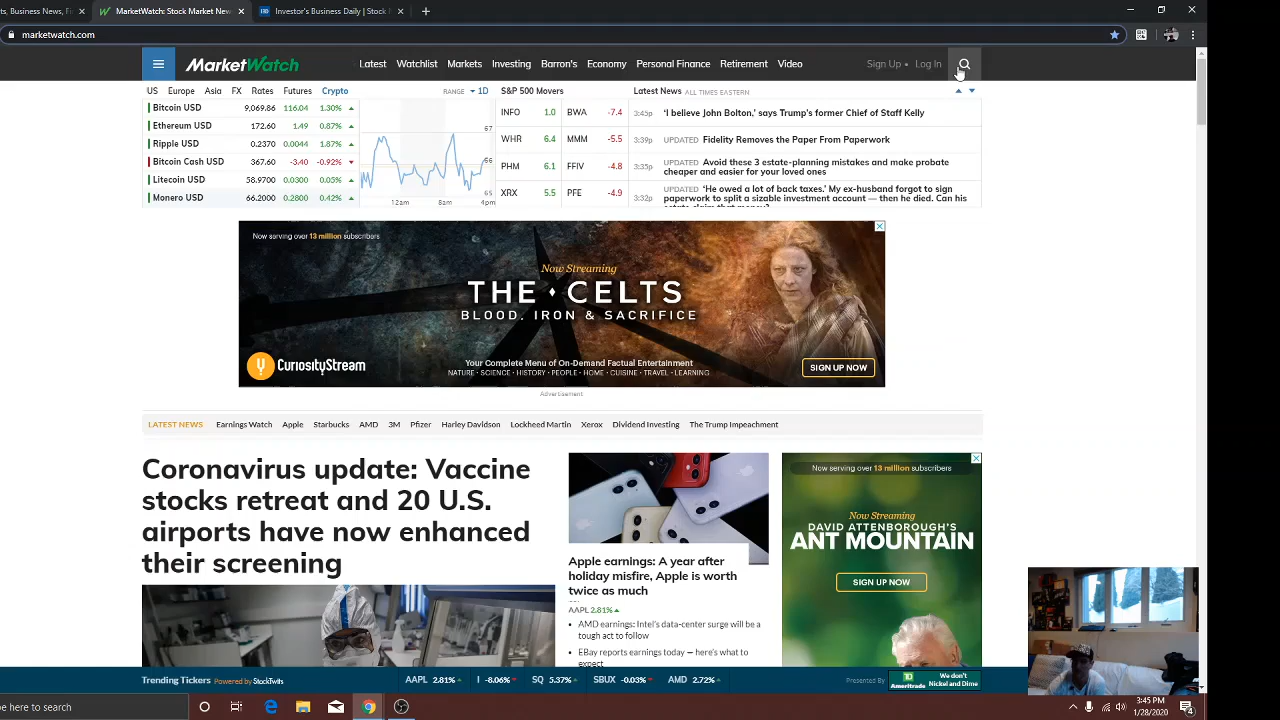 s, Business News, Fi
MarketWatch: Stock Market New
Investor's Business Daily | Stock N
marketwatch.com
MarketWatch
Latest Watchlist Markets Investing Barron's Economy Personal Finance Retirement Video
Sign Up • Log In
US Europe Asia FX Rates Futures Crypto
RANGE 1D
S&P 500 Movers
Latest News ALL TIMES EASTERN
Bitcoin USD 9,069.86 116.04 1.30%
Ethereum USD 172.60 1.49 0.87%
Ripple USD 0.2370 0.0044 1.87%
Bitcoin Cash USD 367.60 -3.40 -0.92%
Litecoin USD 58.9700 0.0300 0.05%
Monero USD 66.2000 0.2800 0.42%
67
66
65
12am 8am 4pm
INFO 1.0 BWA -7.4
WHR 6.4 MMM -5.5
PHM 6.1 FFIV -4.8
XRX 5.5 PFE -4.9
3:45p 'I believe John Bolton,' says Trump's former Chief of Staff Kelly
3:39p UPDATED Fidelity Removes the Paper From Paperwork
3:35p UPDATED Avoid these 3 estate-planning mistakes and make probate
cheaper and easier for your loved ones
3:32p UPDATED 'He owed a lot of back taxes.' My ex-husband forgot to sign
paperwork to split a sizable investment account — then he died. Can his
estate claim that money?
Now serving over 13 million subscribers
Now Streaming
THE CELTS
BLOOD, IRON & SACRIFICE
CuriosityStream
Your Complete Menu of On-Demand Factual Entertainment
NATURE • SCIENCE • HISTORY • PEOPLE • HOME • CUISINE • TRAVEL • LEARNING
SIGN UP NOW
Advertisement
LATEST NEWS Earnings Watch Apple Starbucks AMD 3M Pfizer Harley Davidson Lockheed Martin Xerox Dividend Investing The Trump Impeachment
Coronavirus update: Vaccine
stocks retreat and 20 U.S.
airports have now enhanced
their screening
Apple earnings: A year after
holiday misfire, Apple is worth
twice as much
AAPL 2.81%
• AMD earnings: Intel's data-center surge will be a
tough act to follow
• EBay reports earnings today — here's what to
expect
Now serving over 13 million subscribers
Now Streaming
DAVID ATTENBOROUGH'S
ANT MOUNTAIN
SIGN UP NOW
Trending Tickers Powered by StockTwits
AAPL 2.81% I -8.06% SQ 5.37% SBUX -0.03% AMD 2.72%
Presented By
TD
Ameritrade
We don't
Nickel and Dime
pe here to search
3:45 PM
1/28/2020
4